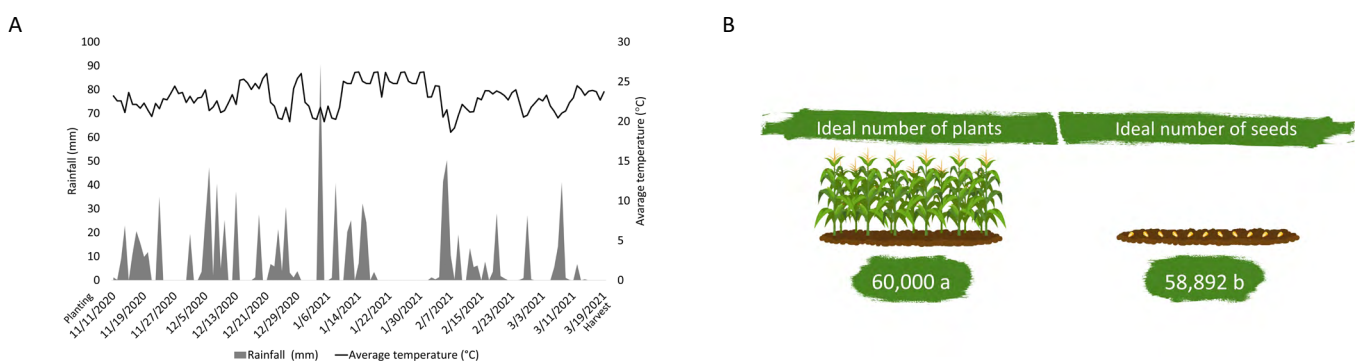 A
100
90
80
70
60
50
40
30
20
10
0
Rainfall (mm)
30
25
20
15
10
5
0
Avarage temperature (°C)
Planting
11/11/2020
11/19/2020
11/27/2020
12/5/2020
12/13/2020
12/21/2020
12/29/2020
1/6/2021
1/14/2021
1/22/2021
1/30/2021
2/7/2021
2/15/2021
2/23/2021
3/3/2021
3/11/2021
3/19/2021
Harvest
Rainfall (mm)
Average temperature (°C)
B
Ideal number of plants
Ideal number of seeds
60,000 a
58,892 b